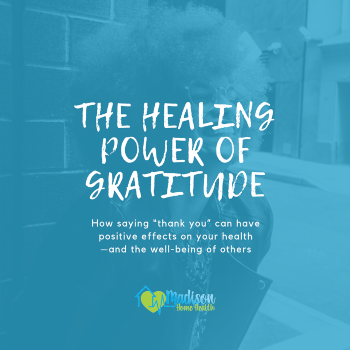 THE HEALING
POWER OF
GRATITUDE
How saying "thank you" can have
positive effects on your health
—and the well-being of others
Madison
Home Health